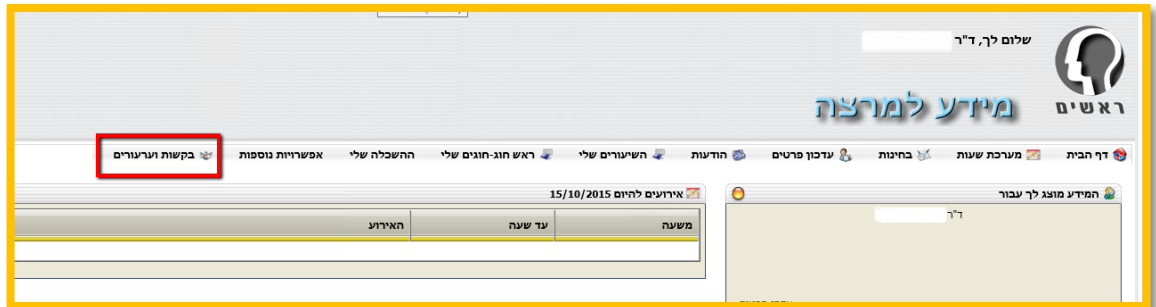 שלום לך, ד"ר
ראשים
מידע למרצה
דף הבית מערכת שעות בחינות עדכון פרטים הודעות השיעורים שלי ראש חוג-חוגים שלי ההשכלה שלי אפשרויות נוספות בקשות וערעורים
המידע מוצג לך עבור
ד"ר
אירועים להיום 15/10/2015
משעה עד שעה האירוע